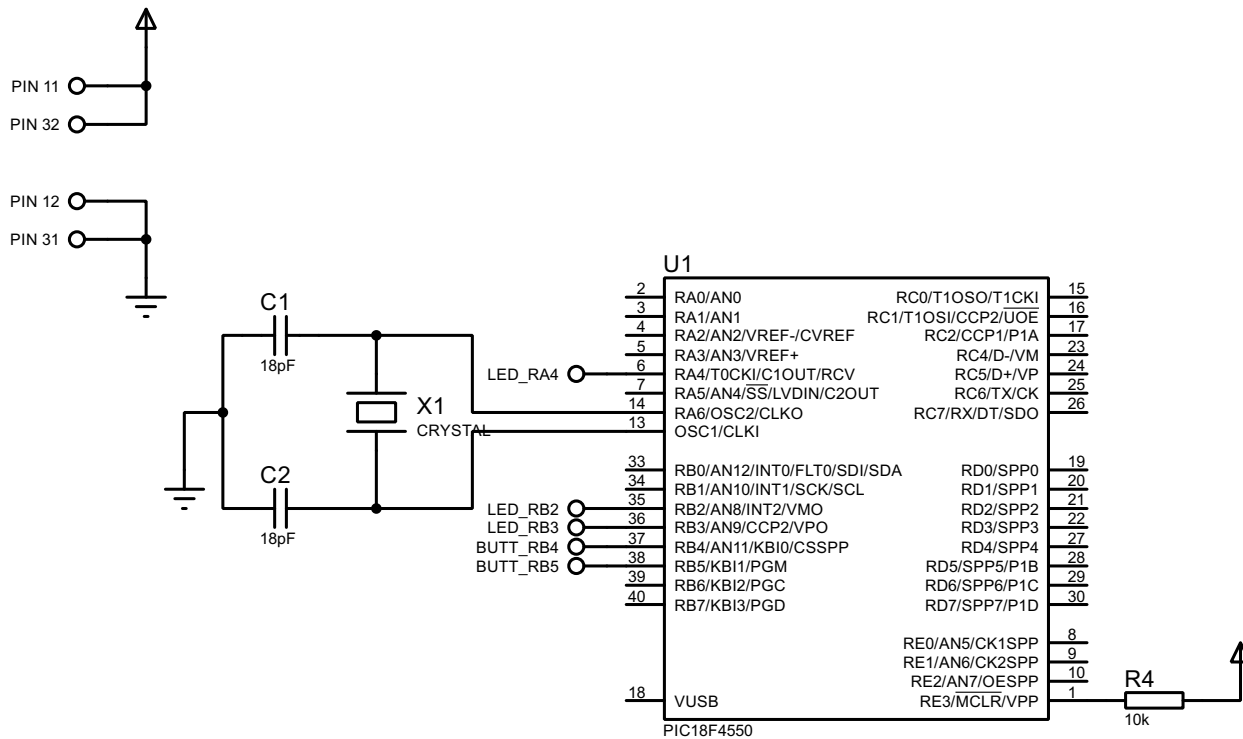 PIN 11
PIN 32
PIN 12
PIN 31
C1
18pF
X1
CRYSTAL
C2
18pF
LED_RA4
LED_RB2
LED_RB3
BUTT_RB4
BUTT_RB5
U1
2 RA0/AN0
3 RA1/AN1
4 RA2/AN2/VREF-/CVREF
5 RA3/AN3/VREF+
6 RA4/T0CKI/C1OUT/RCV
7 RA5/AN4/SS/LVDIN/C2OUT
14 RA6/OSC2/CLKO
13 OSC1/CLKI
33 RB0/AN12/INT0/FLT0/SDI/SDA
34 RB1/AN10/INT1/SCK/SCL
35 RB2/AN8/INT2/VMO
36 RB3/AN9/CCP2/VPO
37 RB4/AN11/KBI0/CSSPP
38 RB5/KBI1/PGM
39 RB6/KBI2/PGC
40 RB7/KBI3/PGD
18 VUSB
RC0/T1OSO/T1CKI 15
RC1/T1OSI/CCP2/UOE 16
RC2/CCP1/P1A 17
RC4/D-/VM 23
RC5/D+/VP 24
RC6/TX/CK 25
RC7/RX/DT/SDO 26
RD0/SPP0 19
RD1/SPP1 20
RD2/SPP2 21
RD3/SPP3 22
RD4/SPP4 27
RD5/SPP5/P1B 28
RD6/SPP6/P1C 29
RD7/SPP7/P1D 30
RE0/AN5/CK1SPP 8
RE1/AN6/CK2SPP 9
RE2/AN7/OESPP 10
RE3/MCLR/VPP 1
PIC18F4550
R4
10k